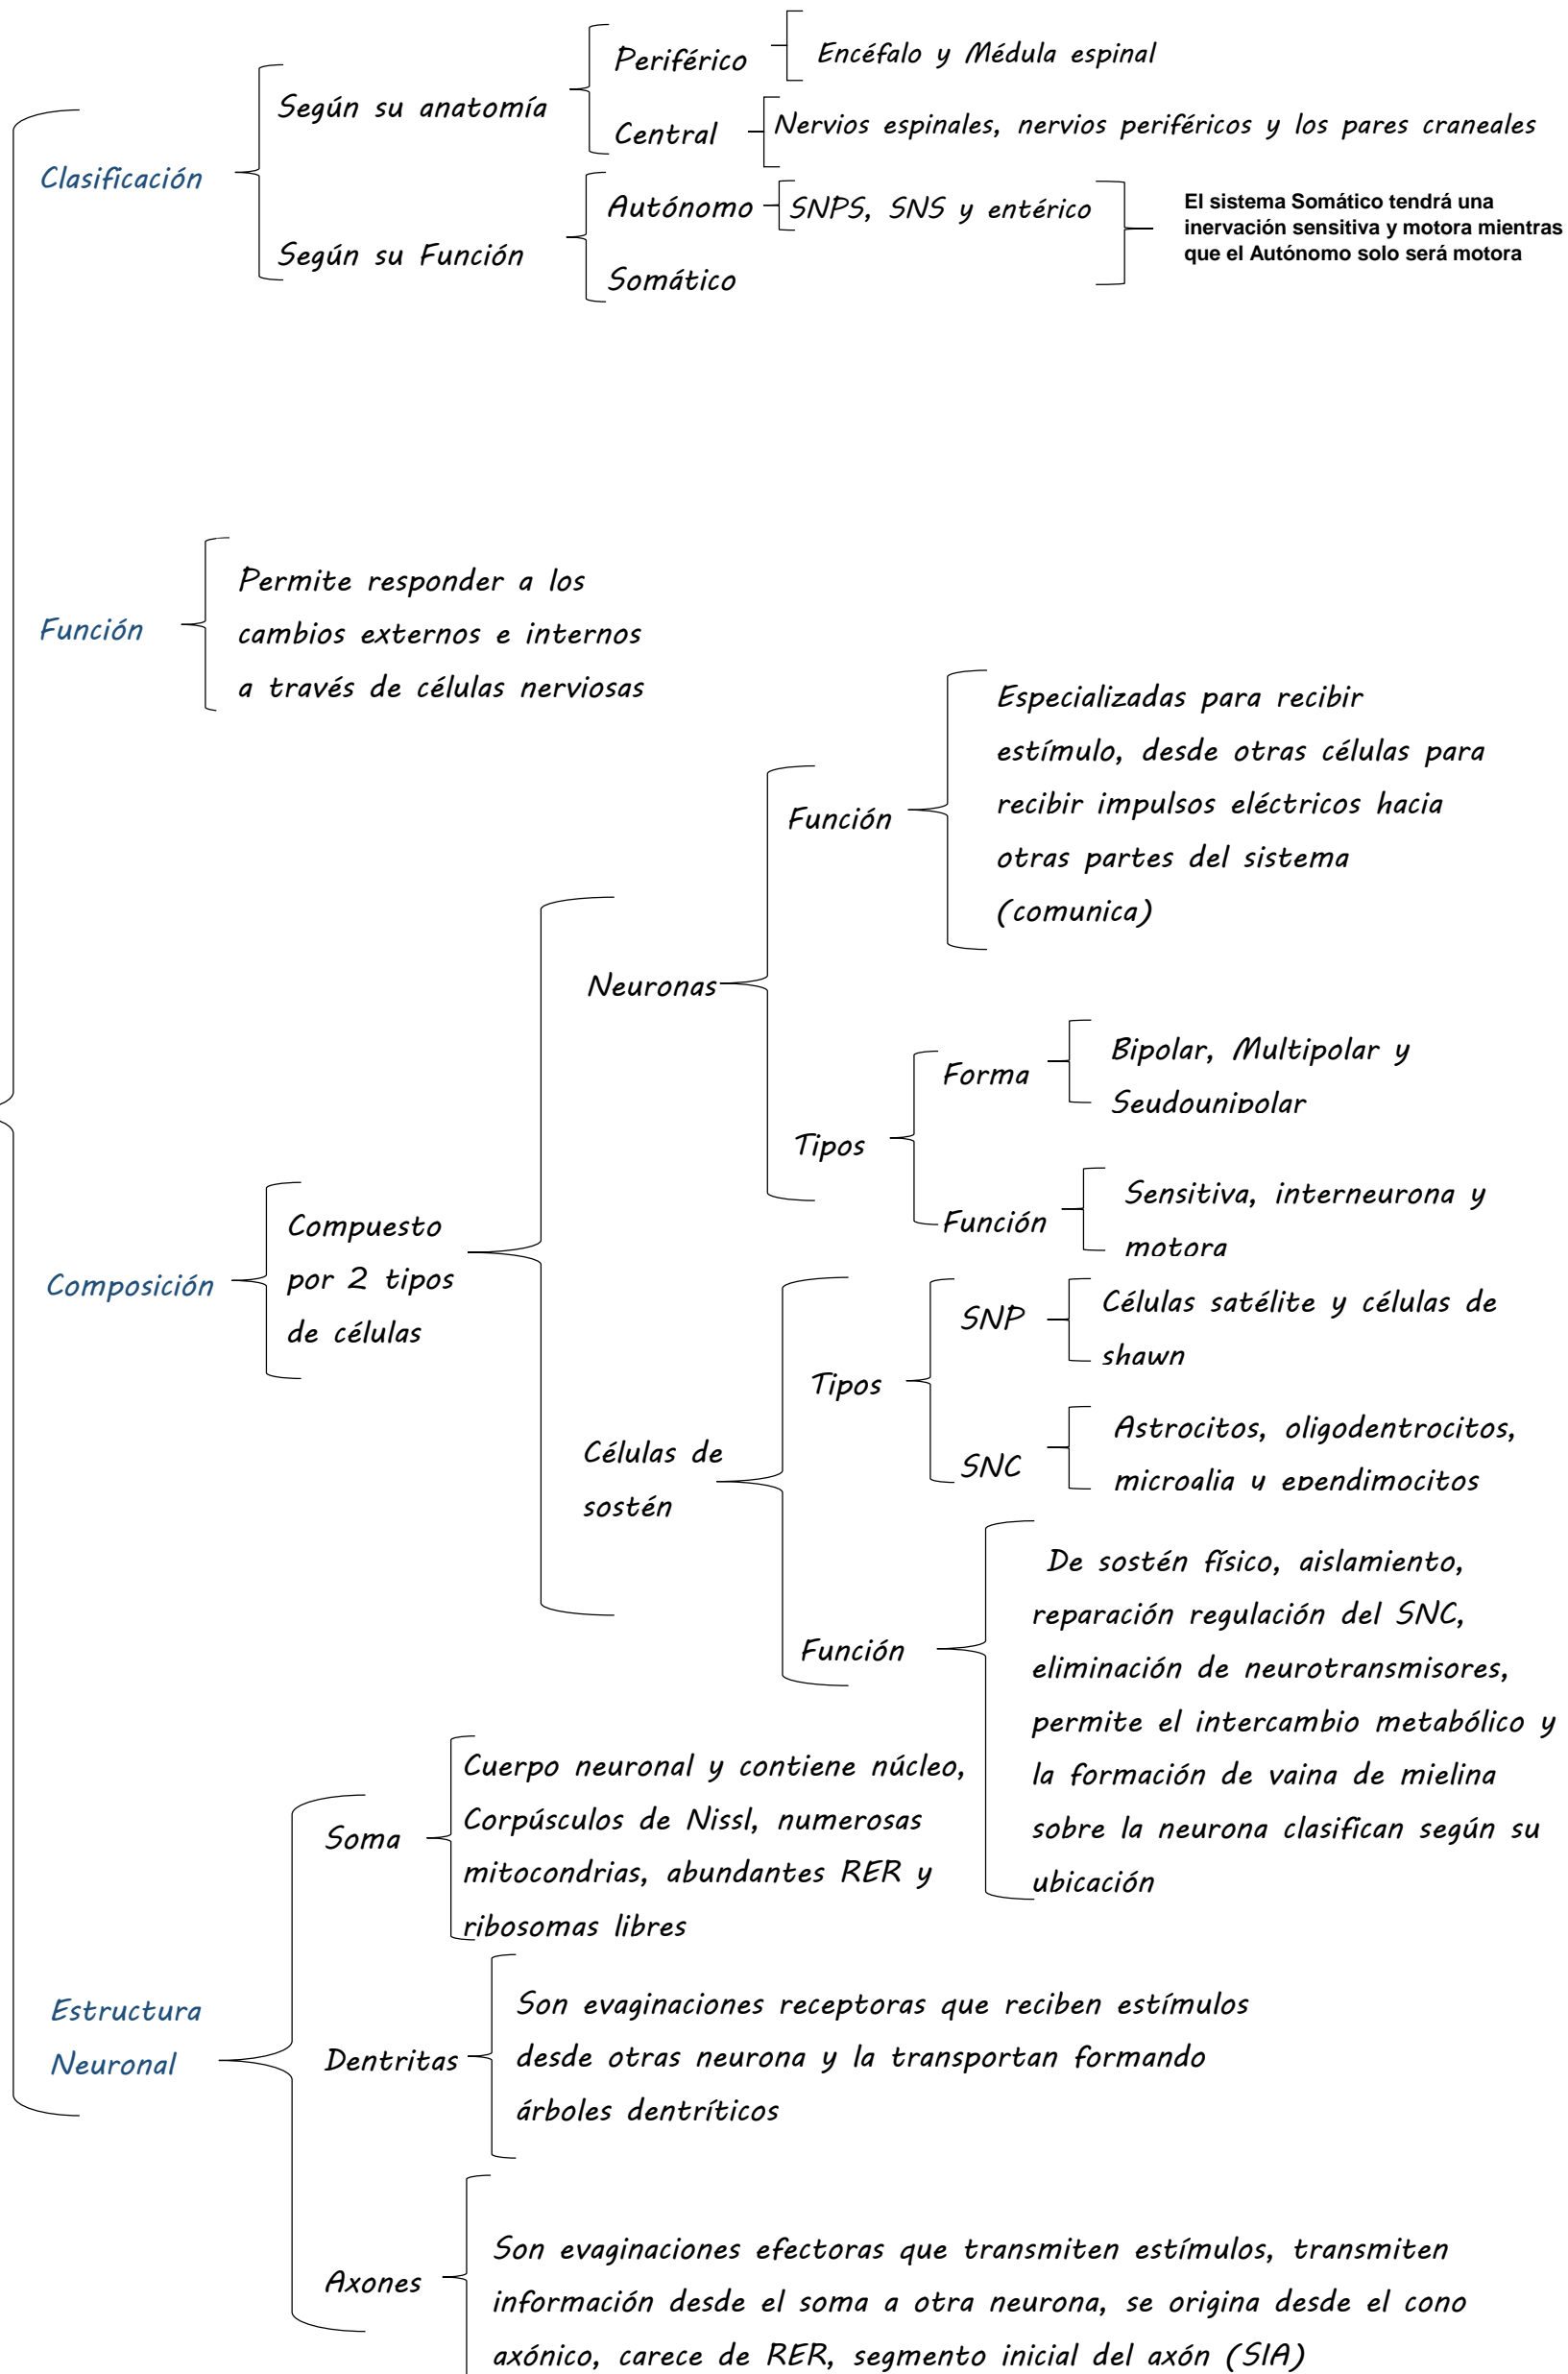 Clasificación
Según su anatomía
Periférico
Encéfalo y Médula espinal
Central
Nervios espinales, nervios periféricos y los pares craneales
Según su Función
Autónomo
SNPS, SNS y entérico
Somático
El sistema Somático tendrá una
inervación sensitiva y motora mientras
que el Autónomo solo será motora
Función
Permite responder a los
cambios externos e internos
a través de células nerviosas
Composición
Compuesto
por 2 tipos
de células
Neuronas
Función
Especializadas para recibir
estímulo, desde otras células para
recibir impulsos eléctricos hacia
otras partes del sistema
(comunica)
Tipos
Forma
Bipolar, Multipolar y
Seudounipolar
Función
Sensitiva, interneurona y
motora
Células de
sostén
Tipos
SNP
Células satélite y células de
shawn
SNC
Astrocitos, oligodentrocitos,
microglia y ependimocitos
Función
De sostén físico, aislamiento,
reparación regulación del SNC,
eliminación de neurotransmisores,
permite el intercambio metabólico y
la formación de vaina de mielina
sobre la neurona clasifican según su
ubicación
Estructura
Neuronal
Soma
Cuerpo neuronal y contiene núcleo,
Corpúsculos de Nissl, numerosas
mitocondrias, abundantes RER y
ribosomas libres
Dentritas
Son evaginaciones receptoras que reciben estímulos
desde otras neurona y la transportan formando
árboles dentríticos
Axones
Son evaginaciones efectoras que transmiten estímulos, transmiten
información desde el soma a otra neurona, se origina desde el cono
axónico, carece de RER, segmento inicial del axón (SIA)